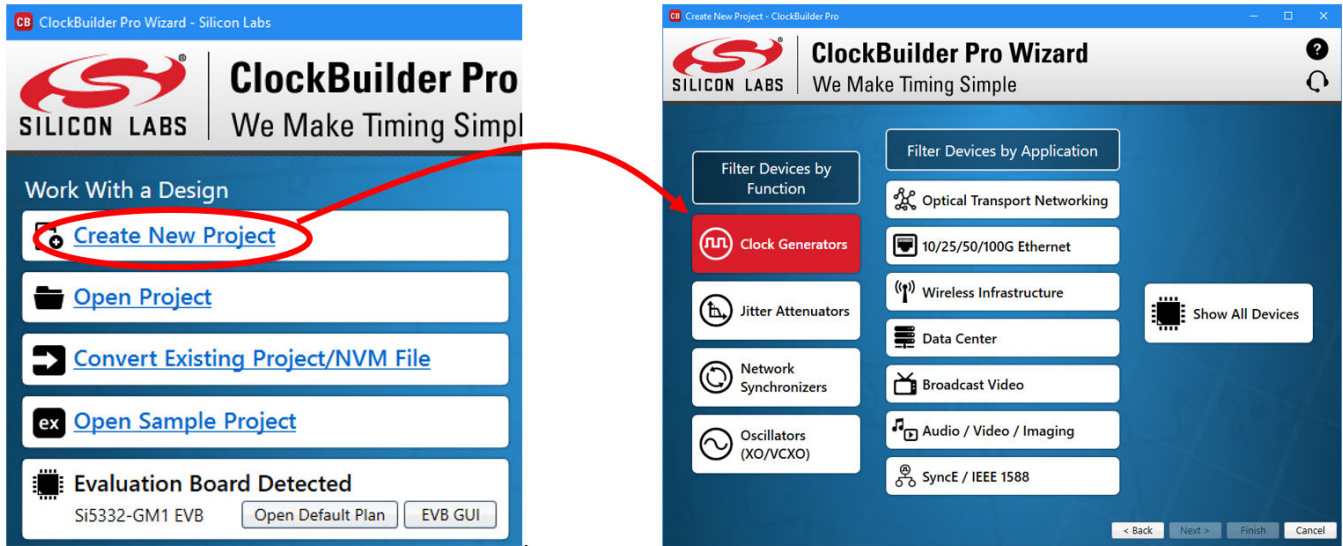 CB ClockBuilder Pro Wizard - Silicon Labs
SILICON LABS
ClockBuilder Pro
We Make Timing Simpl
Work With a Design
Create New Project
Open Project
Convert Existing Project/NVM File
ex Open Sample Project
Evaluation Board Detected
Si5332-GM1 EVB Open Default Plan EVB GUI
CB Create New Project - ClockBuilder Pro
SILICON LABS
ClockBuilder Pro Wizard
We Make Timing Simple
?
Filter Devices by
Function
Clock Generators
Jitter Attenuators
Network
Synchronizers
Oscillators
(XO/VCXO)
Filter Devices by Application
Optical Transport Networking
10/25/50/100G Ethernet
Wireless Infrastructure
Data Center
Broadcast Video
Audio / Video / Imaging
SyncE / IEEE 1588
Show All Devices
< Back Next > Finish Cancel